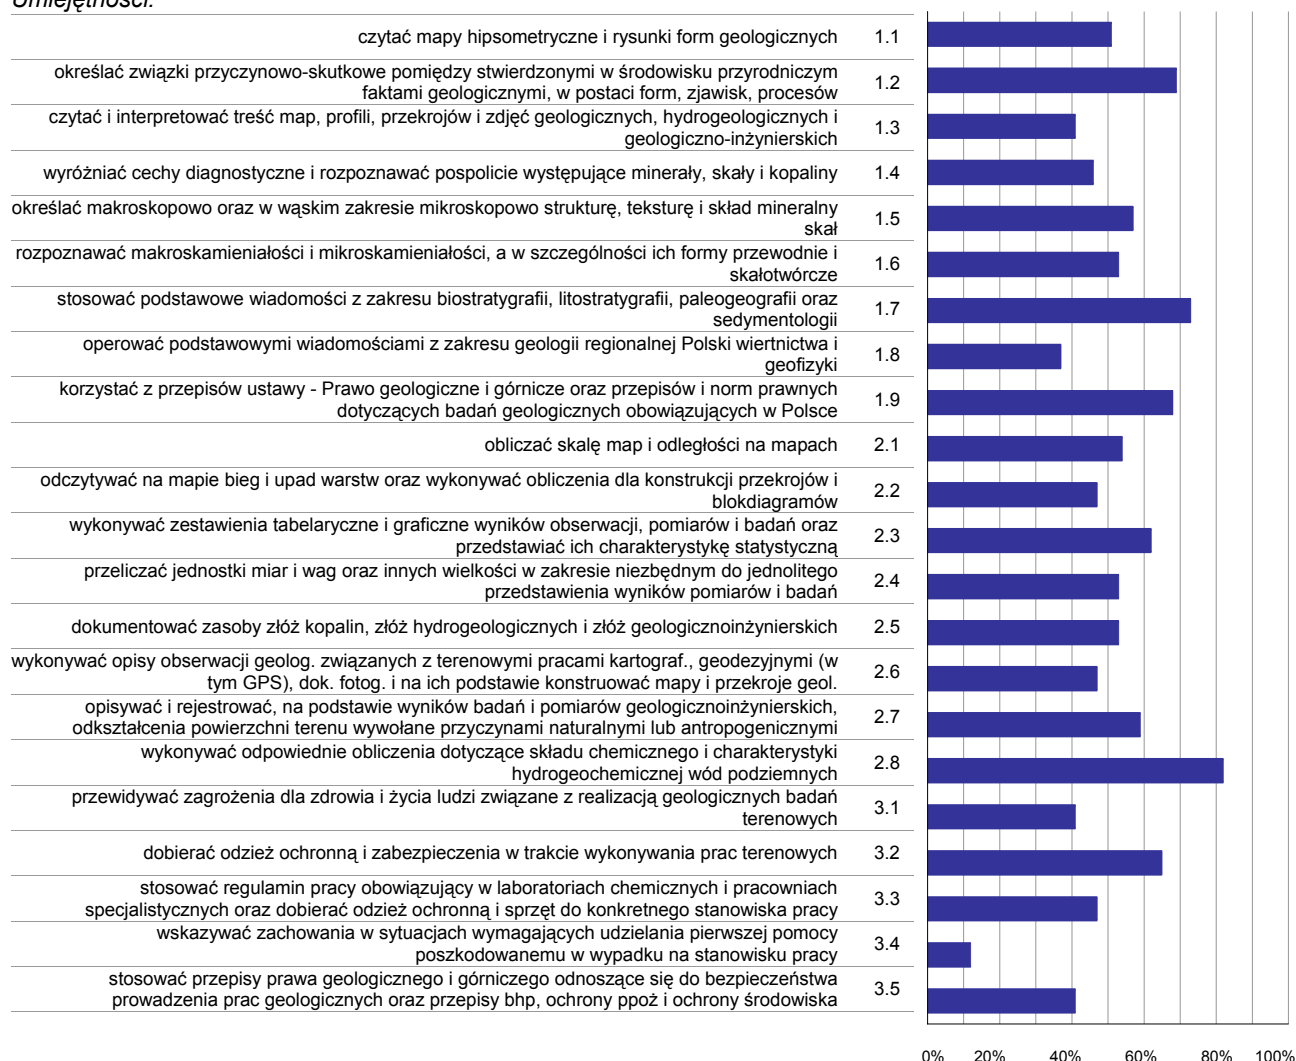 Umiejętności:
czytać mapy hipsometryczne i rysunki form geologicznych 1.1
określać związki przyczynowo-skutkowe pomiędzy stwierdzonymi w środowisku przyrodniczym
faktami geologicznymi, w postaci form, zjawisk, procesów 1.2
czytać i interpretować treść map, profili, przekrojów i zdjęć geologicznych, hydrogeologicznych i
geologiczno-inżynierskich 1.3
wyróżniać cechy diagnostyczne i rozpoznawać pospolicie występujące minerały, skały i kopaliny 1.4
określać makroskopowo oraz w wąskim zakresie mikroskopowo strukturę, teksturę i skład mineralny
skał 1.5
rozpoznawać makroskamieniałości i mikroskamieniałości, a w szczególności ich formy przewodnie i
skałotwórcze 1.6
stosować podstawowe wiadomości z zakresu biostratygrafii, litostratygrafii, paleogeografii oraz
sedymentologii 1.7
operować podstawowymi wiadomościami z zakresu geologii regionalnej Polski wiertnictwa i
geofizyki 1.8
korzystać z przepisów ustawy - Prawo geologiczne i górnicze oraz przepisów i norm prawnych
dotyczących badań geologicznych obowiązujących w Polsce 1.9
obliczać skalę map i odległości na mapach 2.1
odczytywać na mapie bieg i upad warstw oraz wykonywać obliczenia dla konstrukcji przekrojów i
blokdiagramów 2.2
wykonywać zestawienia tabelaryczne i graficzne wyników obserwacji, pomiarów i badań oraz
przedstawiać ich charakterystykę statystyczną 2.3
przeliczać jednostki miar i wag oraz innych wielkości w zakresie niezbędnym do jednolitego
przedstawienia wyników pomiarów i badań 2.4
dokumentować zasoby złóż kopalin, złóż hydrogeologicznych i złóż geologicznoinżynierskich 2.5
wykonywać opisy obserwacji geolog. związanych z terenowymi pracami kartograf., geodezyjnymi (w
tym GPS), dok. fotog. i na ich podstawie konstruować mapy i przekroje geol. 2.6
opisywać i rejestrować, na podstawie wyników badań i pomiarów geologicznoinżynierskich,
odkształcenia powierzchni terenu wywołane przyczynami naturalnymi lub antropogenicznymi 2.7
wykonywać odpowiednie obliczenia dotyczące składu chemicznego i charakterystyki
hydrogeochemicznej wód podziemnych 2.8
przewidywać zagrożenia dla zdrowia i życia ludzi związane z realizacją geologicznych badań
terenowych 3.1
dobierać odzież ochronną i zabezpieczenia w trakcie wykonywania prac terenowych 3.2
stosować regulamin pracy obowiązujący w laboratoriach chemicznych i pracowniach
specjalistycznych oraz dobierać odzież ochronną i sprzęt do konkretnego stanowiska pracy 3.3
wskazywać zachowania w sytuacjach wymagających udzielania pierwszej pomocy
poszkodowanemu w wypadku na stanowisku pracy 3.4
stosować przepisy prawa geologicznego i górniczego odnoszące się do bezpieczeństwa
prowadzenia prac geologicznych oraz przepisy bhp, ochrony ppoż i ochrony środowiska 3.5
0% 20% 40% 60% 80% 100%